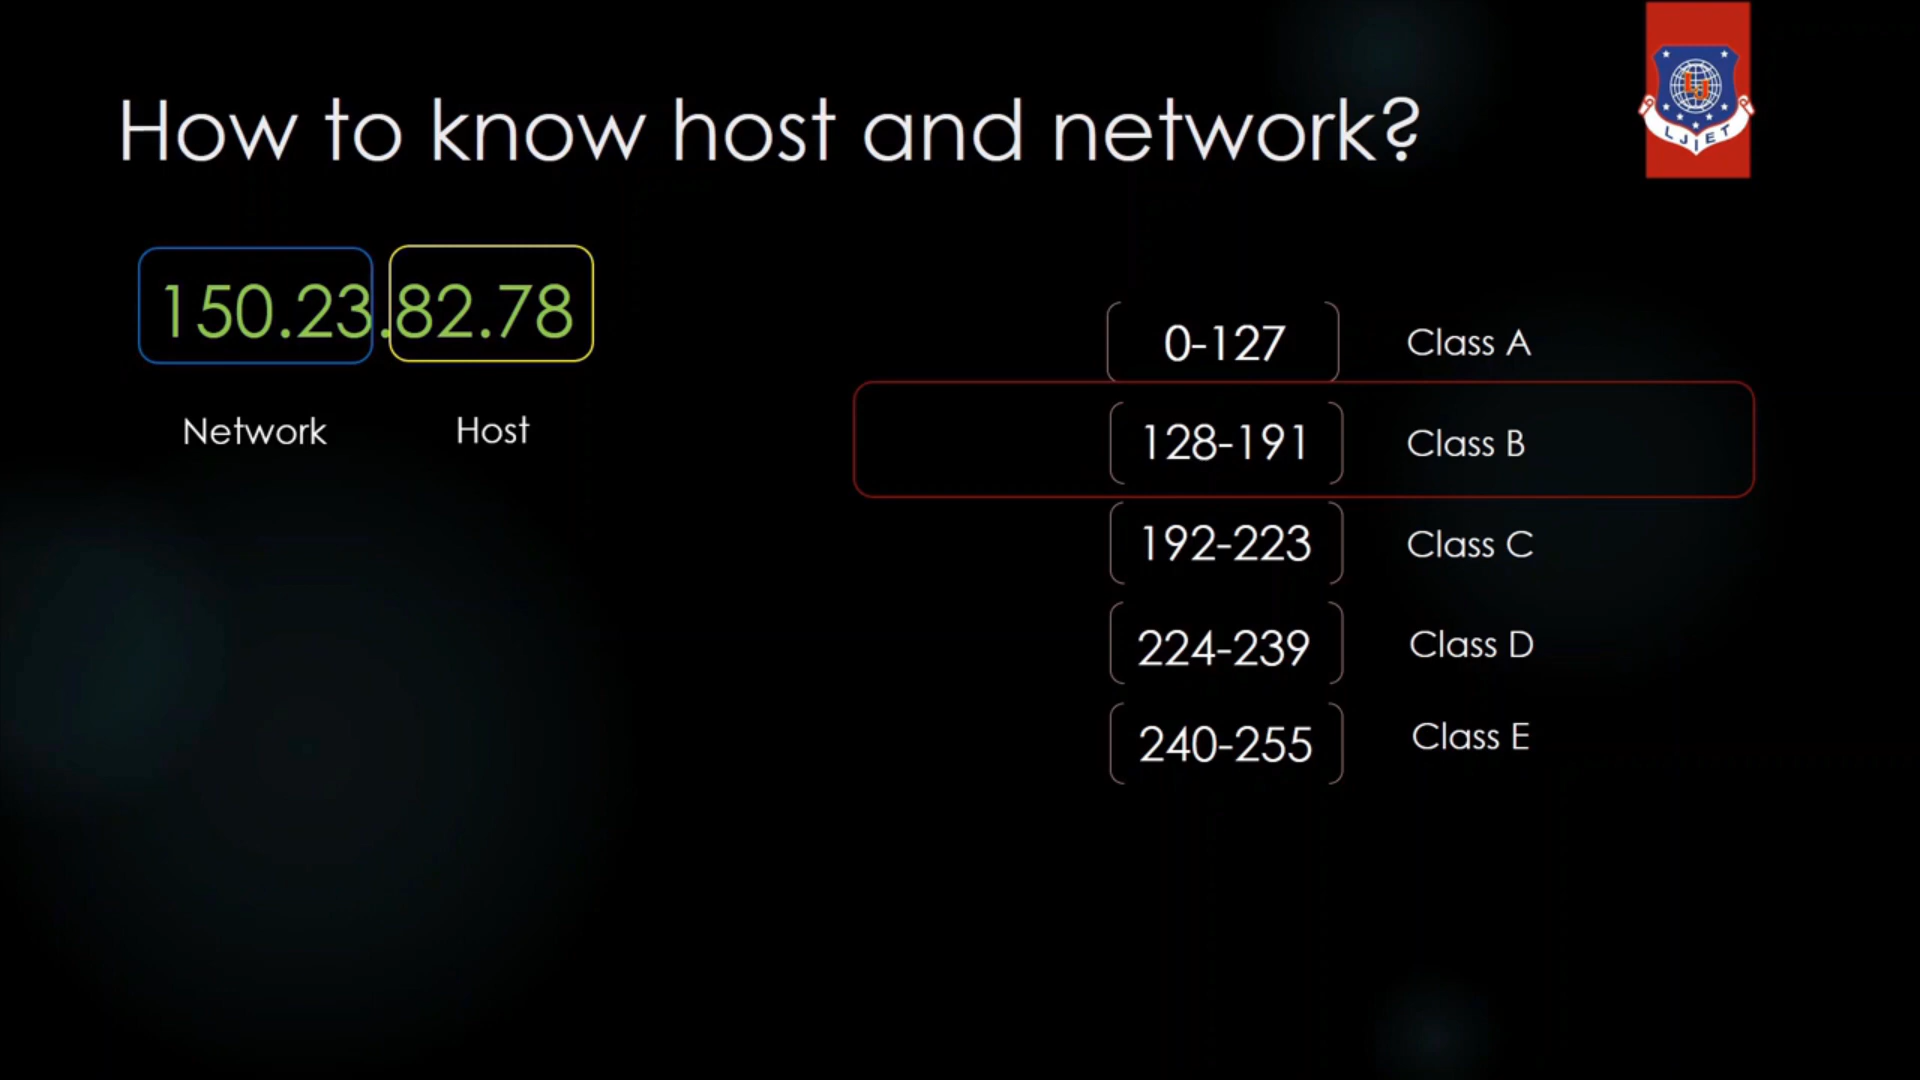 How to know host and network?
LJIET
150.23.82.78
Network Host
0-127 Class A
128-191 Class B
192-223 Class C
224-239 Class D
240-255 Class E